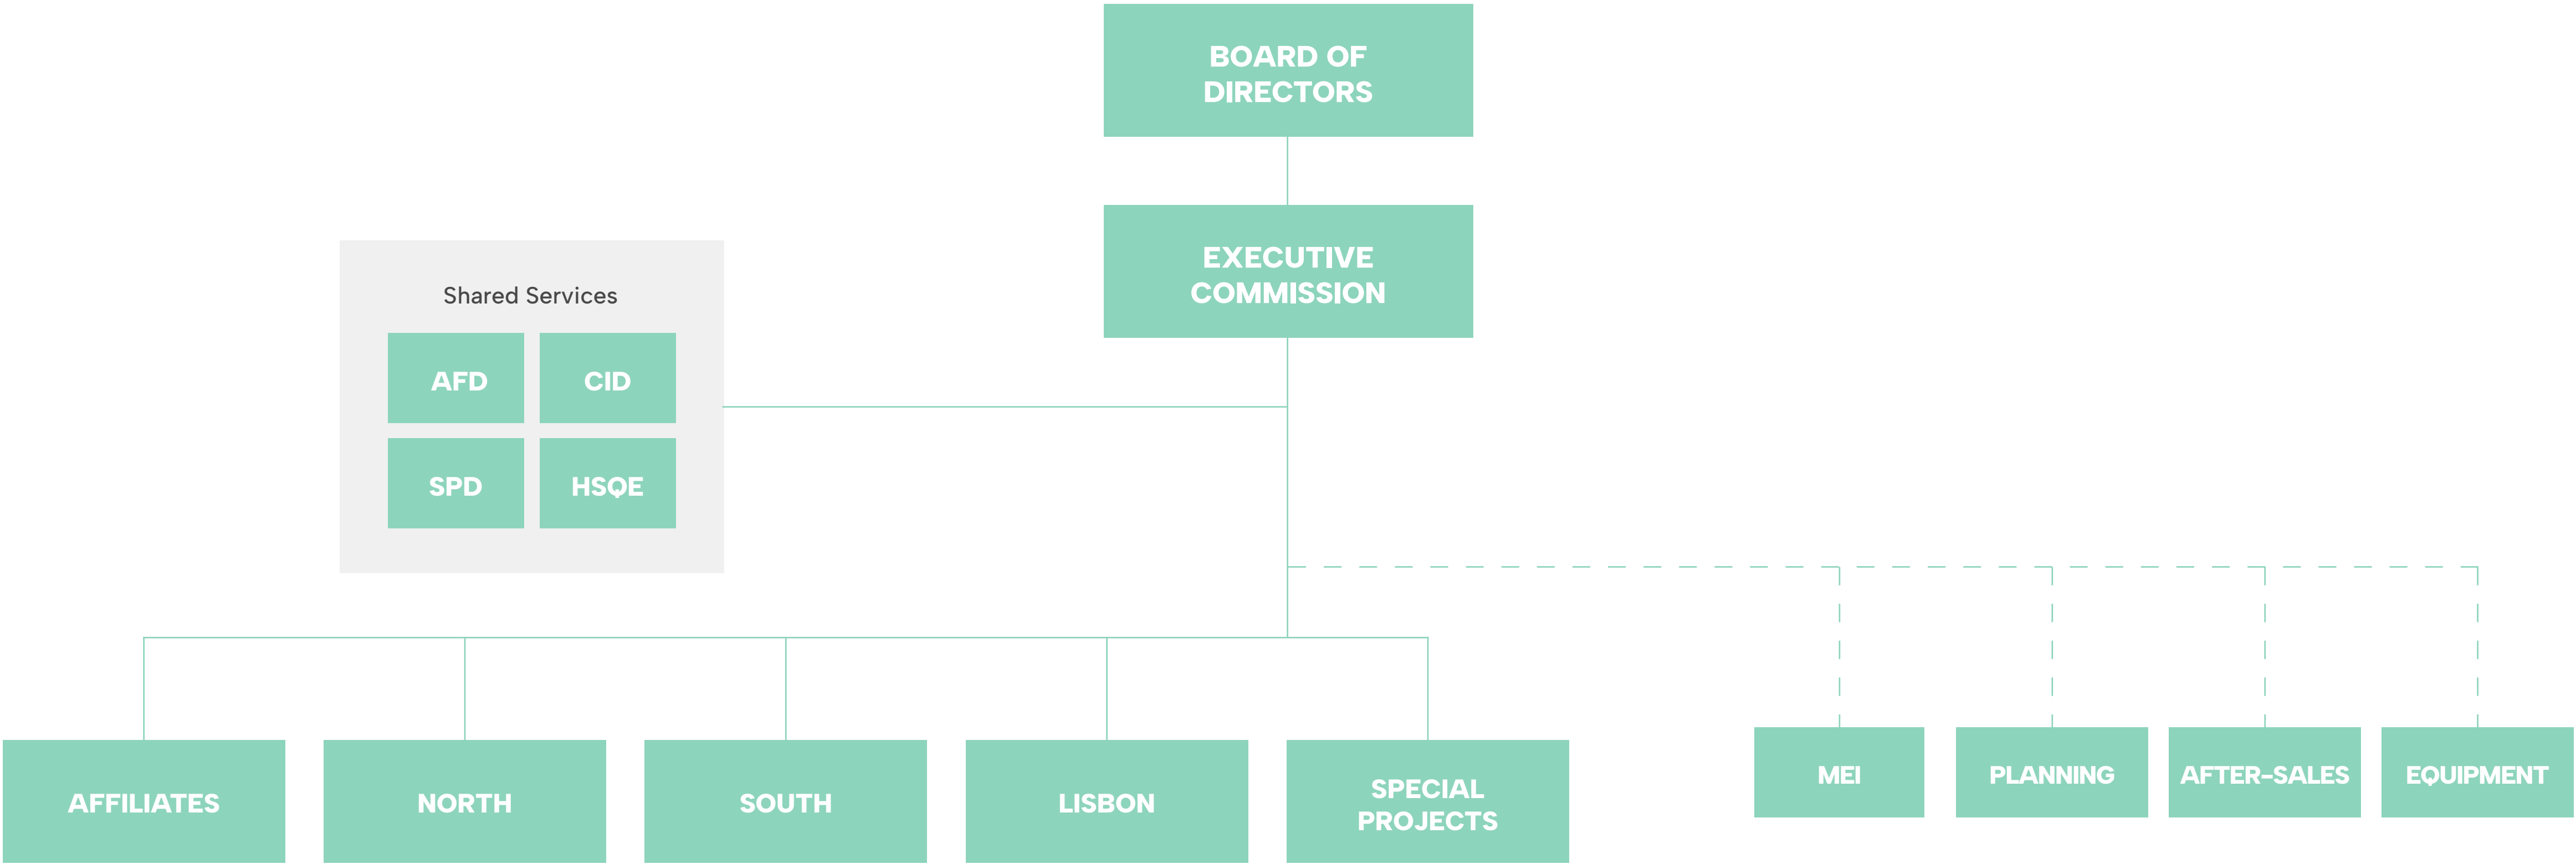 BOARD OF
DIRECTORS
EXECUTIVE
COMMISSION
Shared Services
AFD
CID
SPD
HSQE
AFFILIATES
NORTH
SOUTH
LISBON
SPECIAL
PROJECTS
MEI
PLANNING
AFTER-SALES
EQUIPMENT